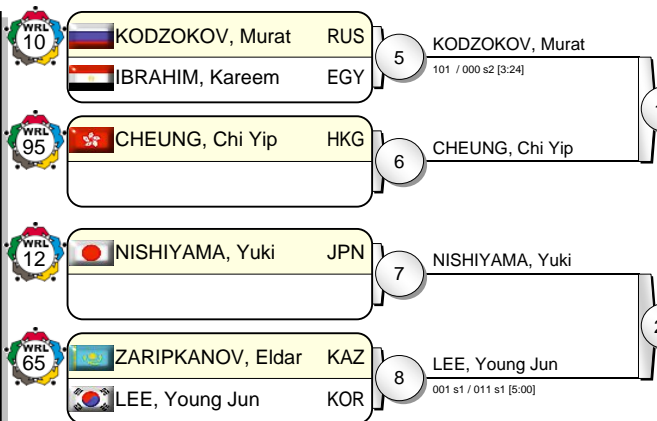 WRL
10
KODZOKOV, Murat RUS
IBRAHIM, Kareem EGY
5
KODZOKOV, Murat
101 / 000 s2 [3:24]
WRL
95
CHEUNG, Chi Yip HKG
6
CHEUNG, Chi Yip
WRL
12
NISHIYAMA, Yuki JPN
7
NISHIYAMA, Yuki
WRL
65
ZARIPKANOV, Eldar KAZ
LEE, Young Jun KOR
8
LEE, Young Jun
001 s1 / 011 s1 [5:00]